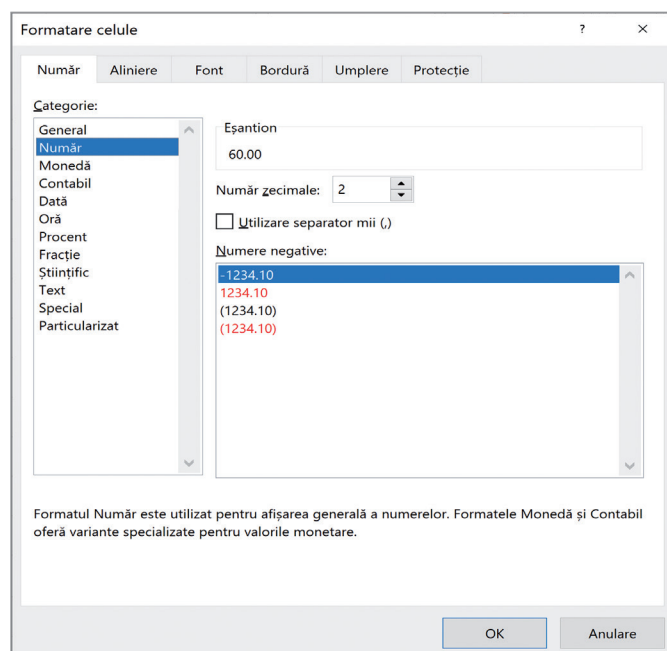 Formatare celule ? ×
Număr Aliniere Font Bordură Umplere Protecție
Categorie:
General
Număr
Monedă
Contabil
Dată
Oră
Procent
Fracție
Științific
Text
Special
Particularizat
Eșantion
60.00
Număr zecimale: 2
Utilizare separator mii (,)
Numere negative:
-1234.10
1234.10
(1234.10)
(1234.10)
Formatul Număr este utilizat pentru afișarea generală a numerelor. Formatele Monedă și Contabil
oferă variante specializate pentru valorile monetare.
OK Anulare